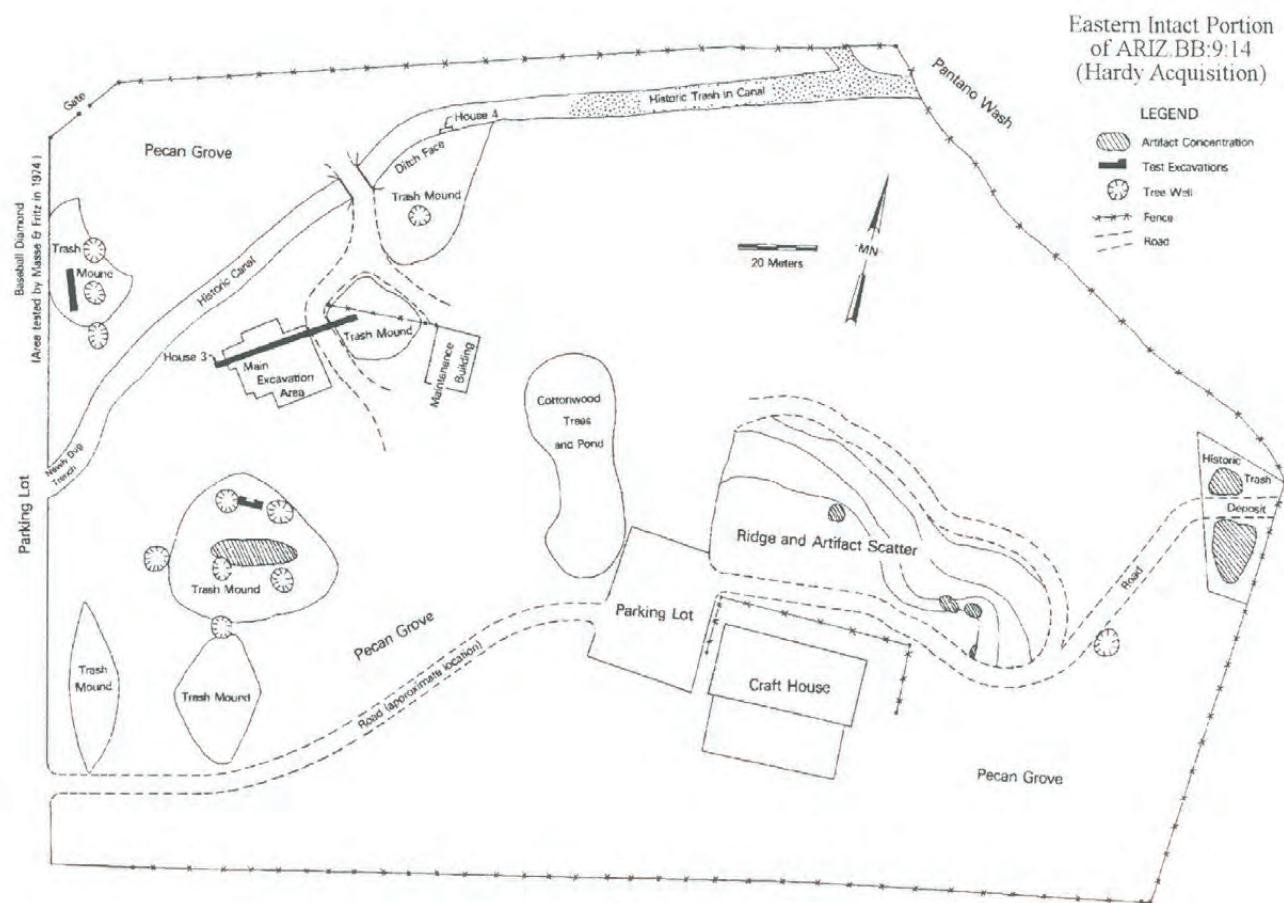 Eastern Intact Portion
of ARIZ.BB:9:14
(Hardy Acquisition)
LEGEND
Artifact Concentration
Test Excavations
Tree Well
Fence
Road
Gate
Pantano Wash
Historic Trash in Canal
House 4
Ditch Face
Pecan Grove
Trash Mound
Baseball Diamond
(Area tested by Masse & Fritz in 1974)
Trash
Mound
Historic Canal
MN
20 Meters
House 3
Main
Excavation
Area
Trash Mound
Maintenance
Building
Cottonwood
Trees
and Pond
Newly Dug
Trench
Parking Lot
Historic
Trash
Deposit
Ridge and Artifact Scatter
Road
Trash Mound
Parking Lot
Pecan Grove
Craft House
Trash
Mound
Trash Mound
Road (aporoximate location)
Pecan Grove